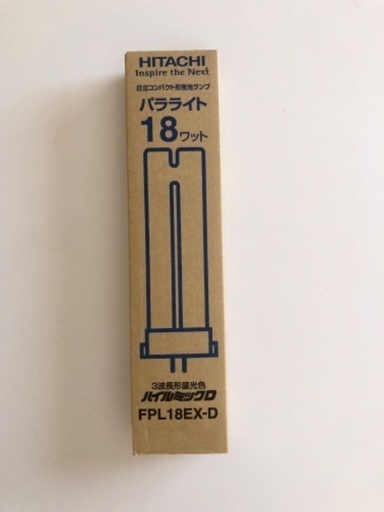 HITACHI
Inspire the Next
日立コンパクト形蛍光ランプ
パラライト
18ワット
3波長形昼光色
ハイルミックD
FPL18EX-D